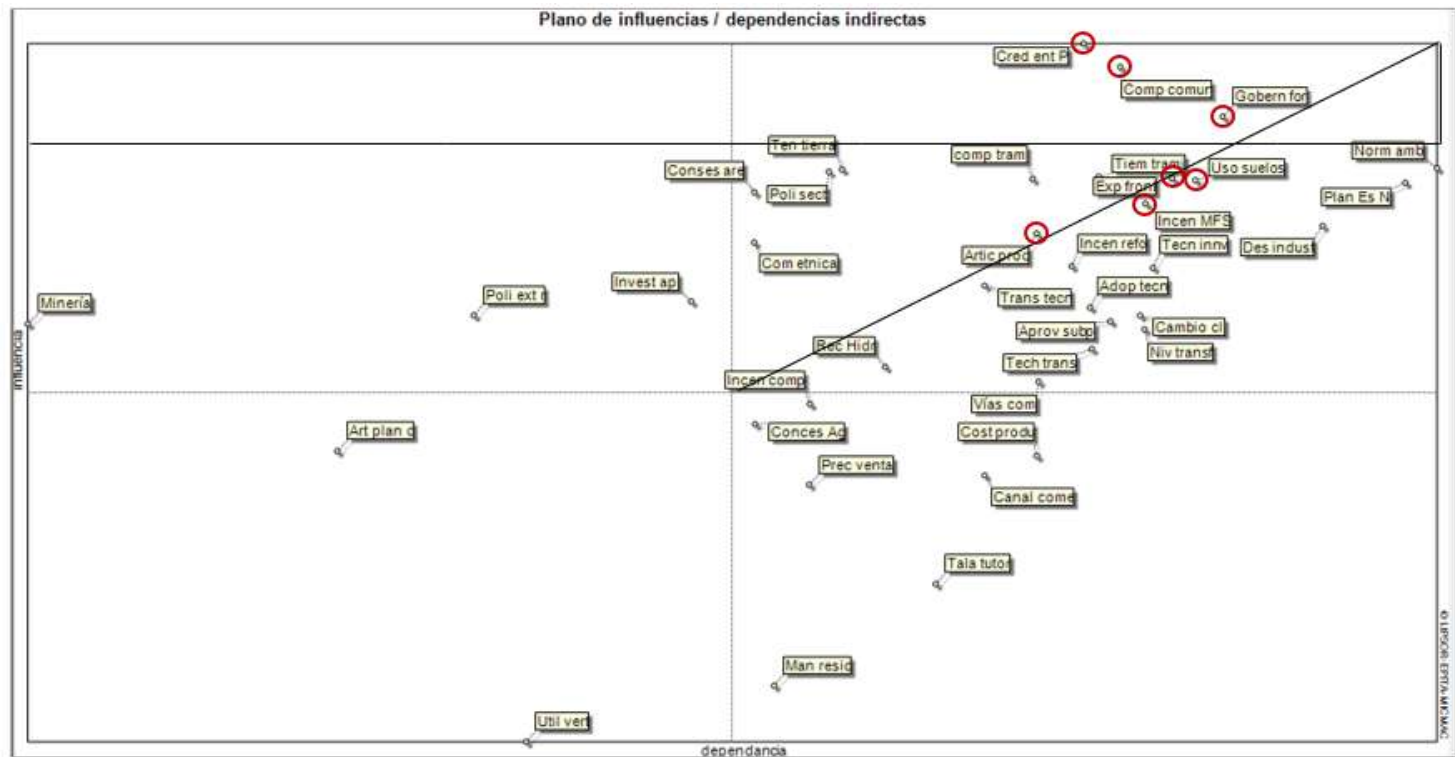 Plano de influencias / dependencias indirectas
Cred ent P
Comp comun
Gobern for
Ten tierra
comp tram
Tiem tram
Norm amb
Conses are
Poli sect
Exp front
Uso suelos
Plan Es N
Incen MFS
Com etnica
Artic prod
Incen refo
Tecn innv
Des indust
Invest ap
Poli ext r
Trans tecn
Adop tecn
Minería
Aprov subp
Cambio cl
influencia
Rec Hidr
Tech trans
Niv transf
Incen comp
Vías com
Art plan o
Conces Ag
Cost produ
Prec venta
Canal come
Tala tutor
Man resid
Util vert
dependancia
© LIPSOR-EPITA-MICMAC